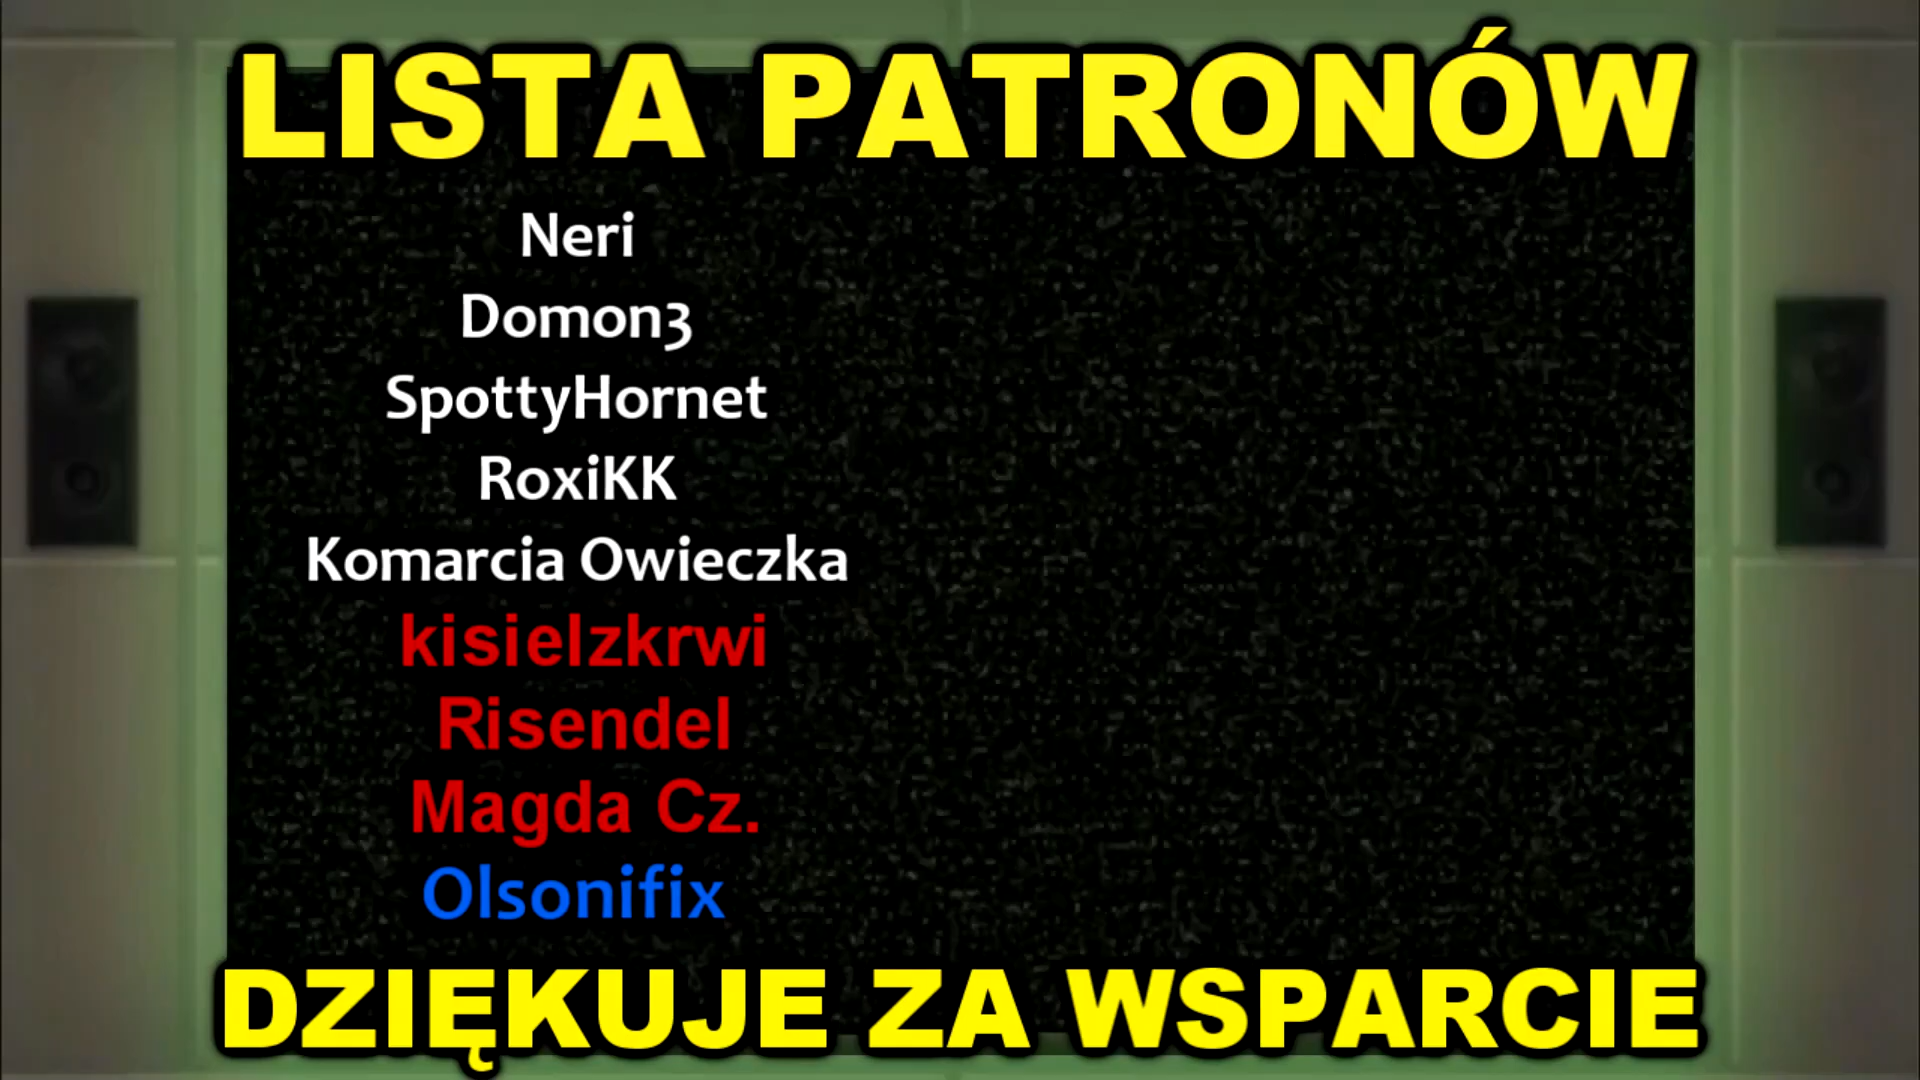 LISTA PATRONÓW
Neri
Domon3
SpottyHornet
RoxiKK
Komarcia Owieczka
kisielzkrwi
Risendel
Magda Cz.
Olsonifix
DZIĘKUJE ZA WSPARCIE